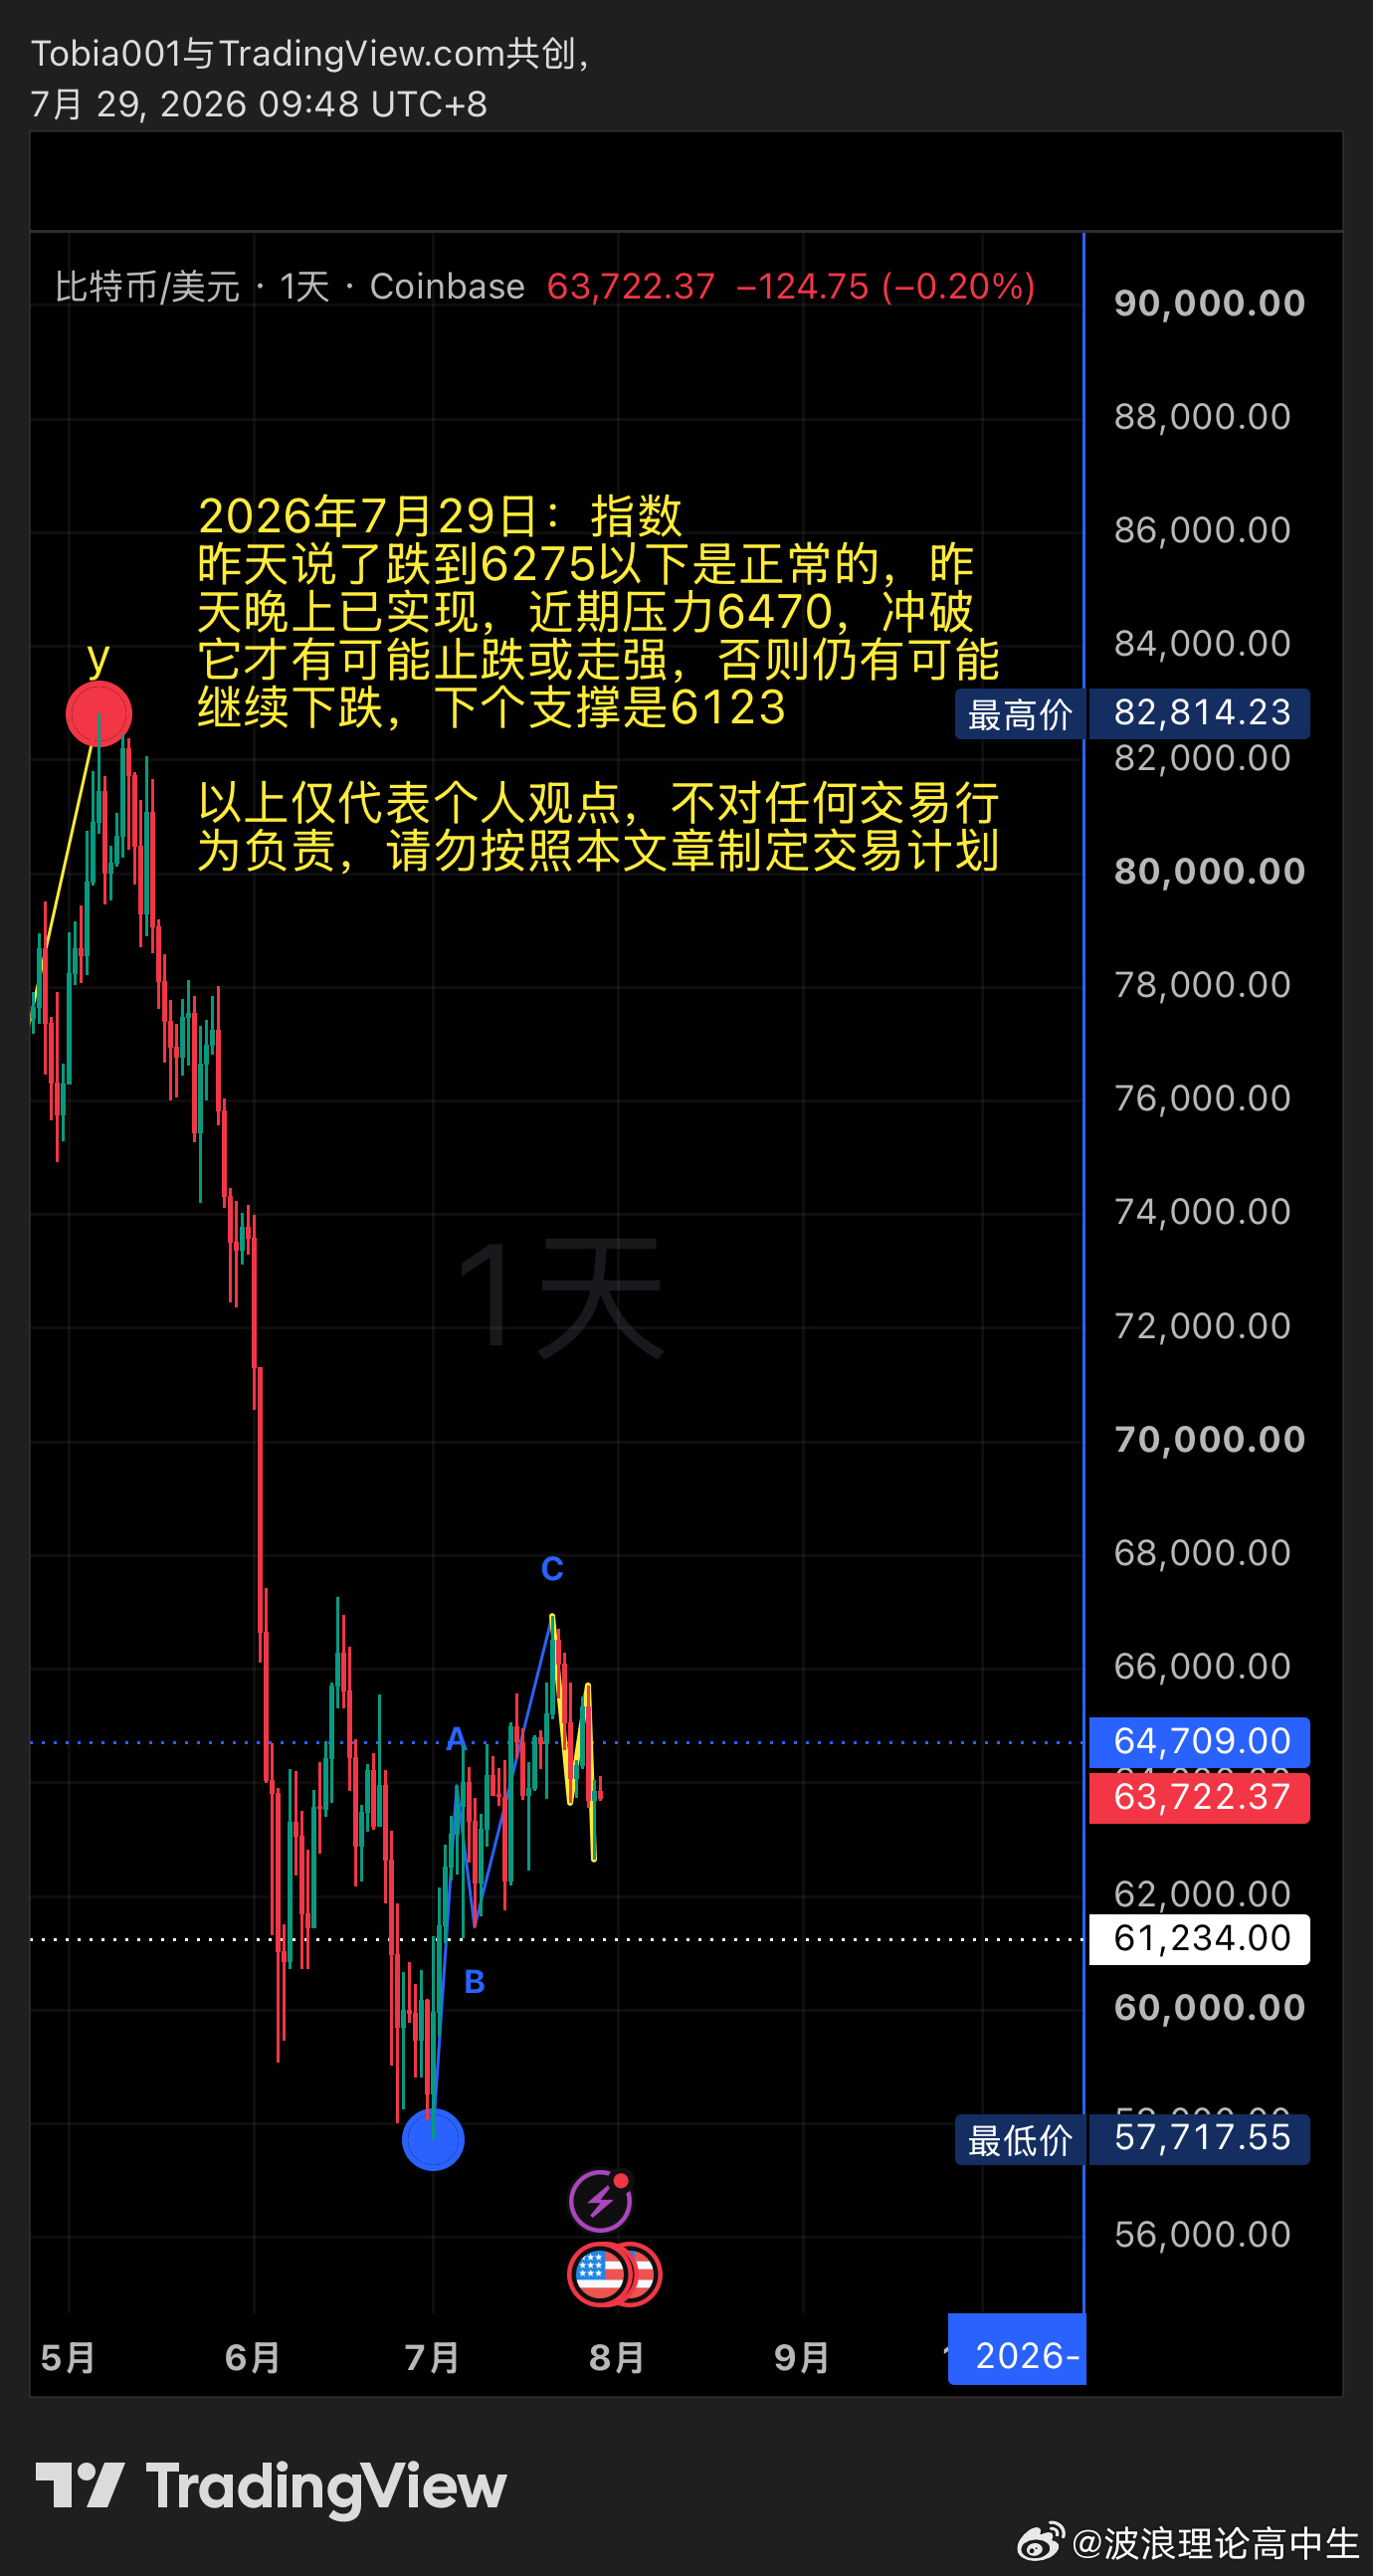 Tobia001与TradingView.com共创,
7月 29, 2026 09:48 UTC+8
比特币/美元 · 1天 · Coinbase 63,722.37 −124.75 (−0.20%)
90,000.00
88,000.00
2026年7月29日：指数
昨天说了跌到6275以下是正常的，昨
天晚上已实现，近期压力6470，冲破
它才有可能止跌或走强，否则仍有可能
继续下跌，下个支撑是6123
以上仅代表个人观点，不对任何交易行
为负责，请勿按照本文章制定交易计划
86,000.00
84,000.00
y
最高价 82,814.23
82,000.00
80,000.00
78,000.00
76,000.00
74,000.00
1天
72,000.00
70,000.00
68,000.00
C
66,000.00
A
64,709.00
63,722.37
62,000.00
61,234.00
B
60,000.00
最低价 57,717.55
56,000.00
5月 6月 7月 8月 9月 2026-
TradingView
@波浪理论高中生